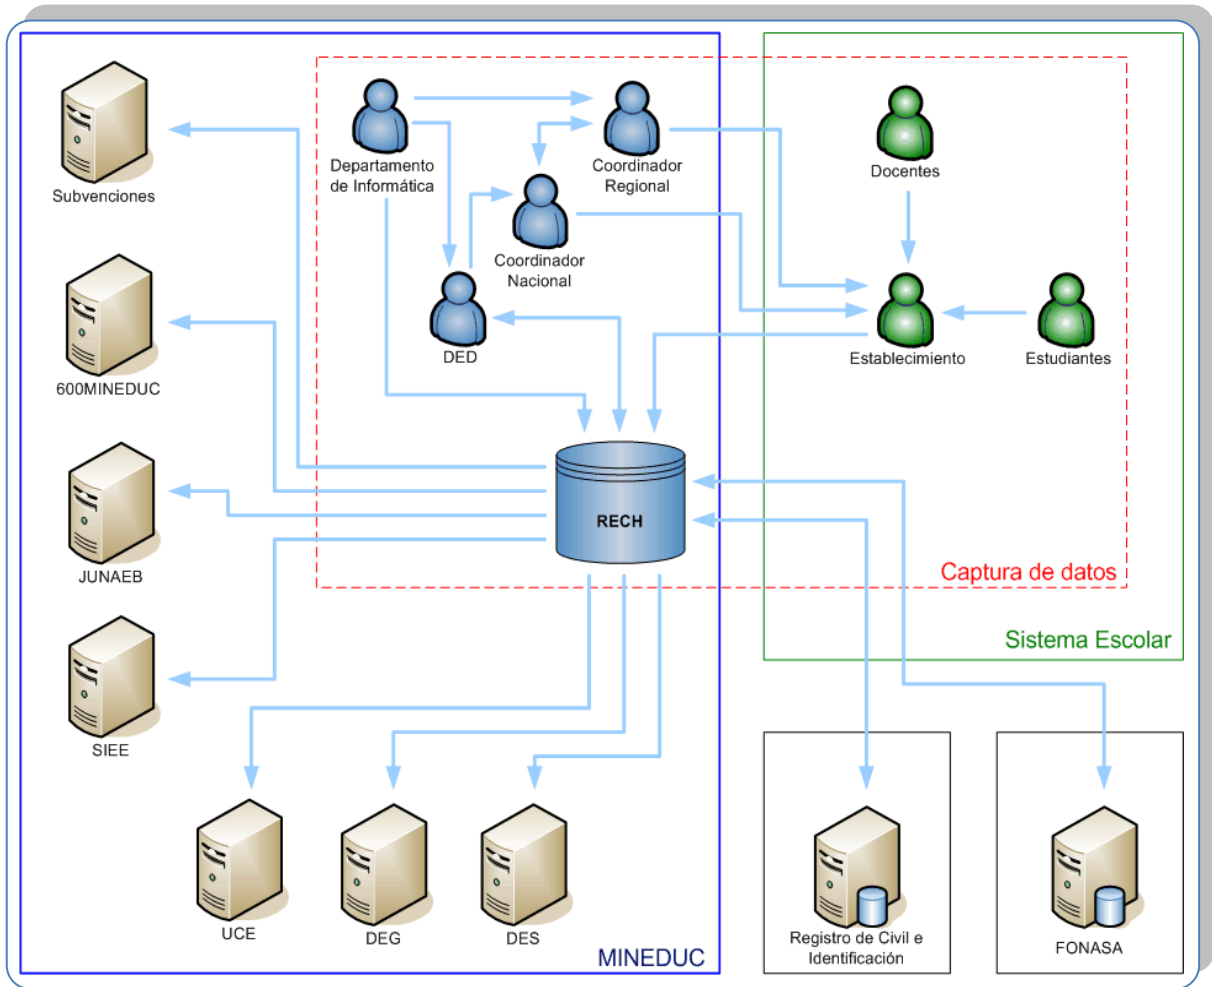 Subvenciones
Departamento
de Informática
Coordinador
Regional
Docentes
Coordinador
Nacional
600MINEDUC
DED
Establecimiento
Estudiantes
RECH
JUNAEB
Captura de datos
Sistema Escolar
SIEE
UCE
DEG
DES
MINEDUC
Registro de Civil e
Identificación
FONASA